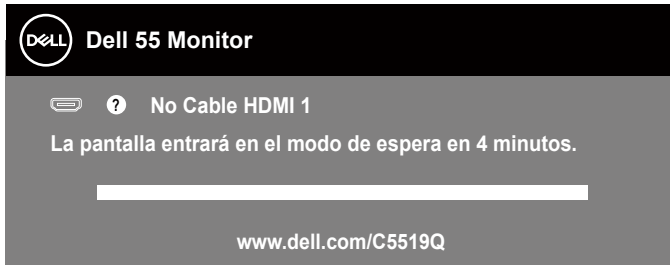 DELL Dell 55 Monitor
? No Cable HDMI 1
La pantalla entrará en el modo de espera en 4 minutos.
www.dell.com/C5519Q